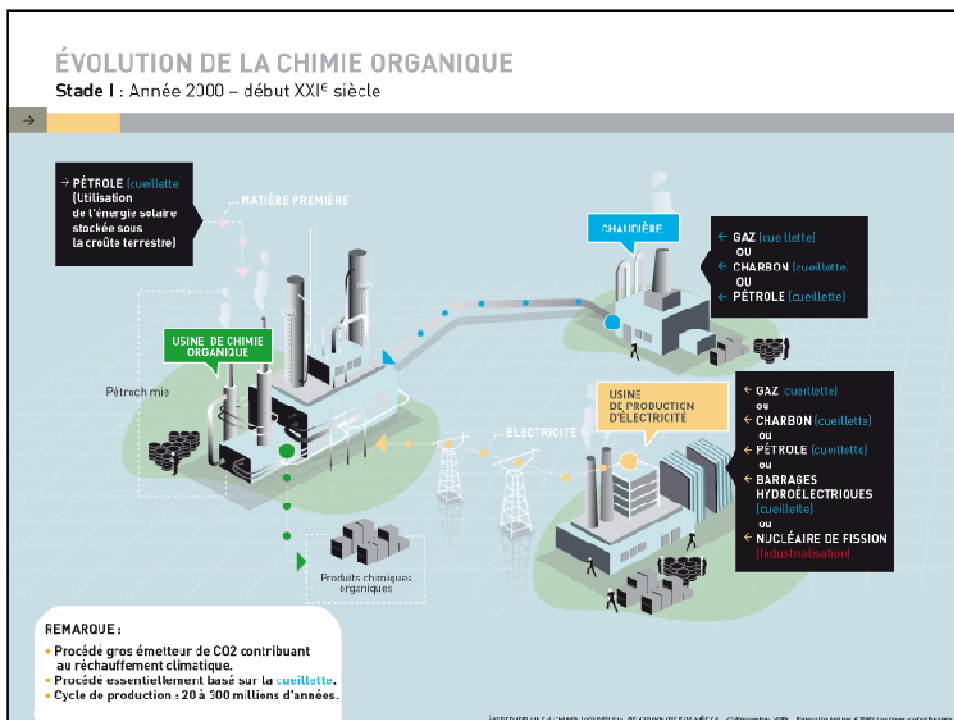 ÉVOLUTION DE LA CHIMIE ORGANIQUE
Stade I : Année 2000 – début XXIe siècle
→
→ PÉTROLE (cueillette)
(Utilisation
de l'énergie solaire
stockée sous
la croûte terrestre)
MATIÈRE PREMIÈRE
CHAUDIÈRE
← GAZ (cueillette)
OU
← CHARBON (cueillette)
OU
← PÉTROLE (cueillette)
USINE DE CHIMIE
ORGANIQUE
Pétrochimie
USINE
DE PRODUCTION
D'ÉLECTRICITÉ
ÉLECTRICITÉ
← GAZ (cueillette)
ou
← CHARBON (cueillette)
ou
← PÉTROLE (cueillette)
ou
← BARRAGES
HYDROÉLECTRIQUES
(cueillette)
ou
← NUCLÉAIRE DE FISSION
(Industrialisation)
Produits chimiques
organiques
REMARQUE :
• Procédé gros émetteur de CO2 contribuant
au réchauffement climatique.
• Procédé essentiellement basé sur la cueillette.
• Cycle de production : 20 à 300 millions d'années.